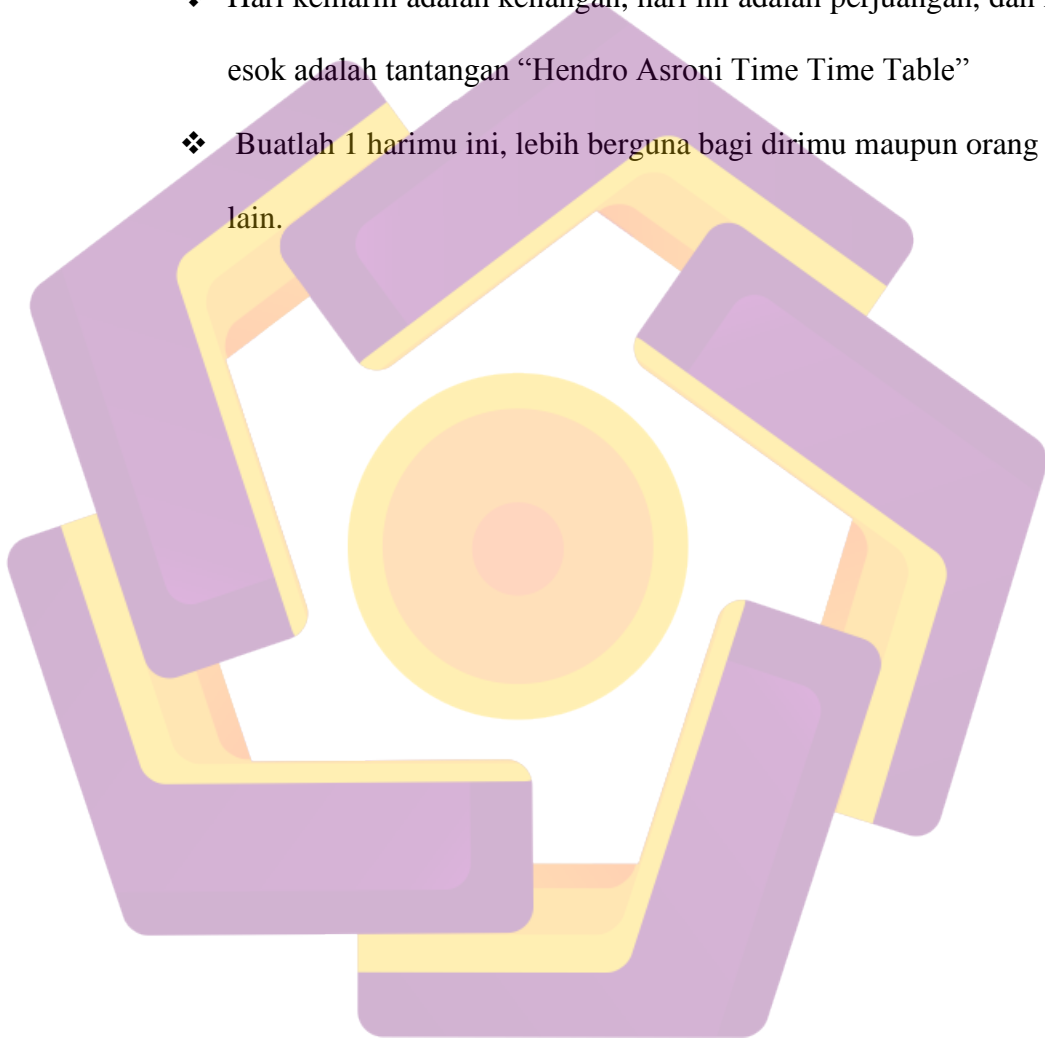 Hari kemarin adalah kenangan, hari ini adalah perjuangan, dan
esok adalah tantangan “Hendro Asroni Time Time Table”
❖ Buatlah 1 harimu ini, lebih berguna bagi dirimu maupun orang
lain.